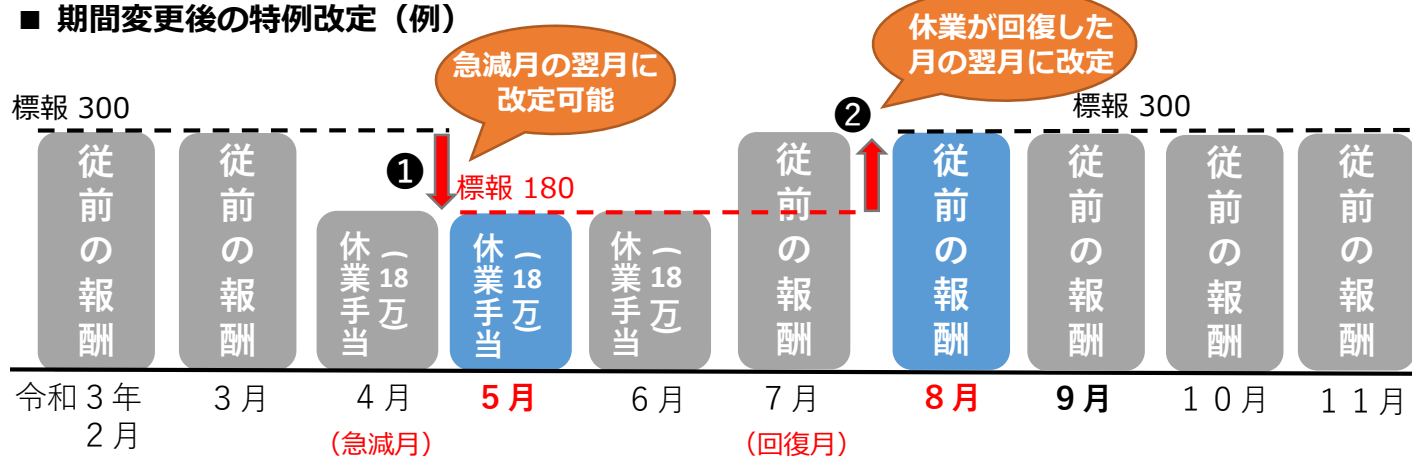 ■ 期間変更後の特例改定（例）
急減月の翌月に
改定可能
休業が回復した
月の翌月に改定
標報 300
❶
標報 180
❷
標報 300
従前の報酬
従前の報酬
休業手当
（18万）
休業手当
（18万）
休業手当
（18万）
従前の報酬
従前の報酬
従前の報酬
従前の報酬
従前の報酬
令和３年
２月
３月
４月
（急減月）
５月
６月
７月
（回復月）
８月
９月
１０月
１１月